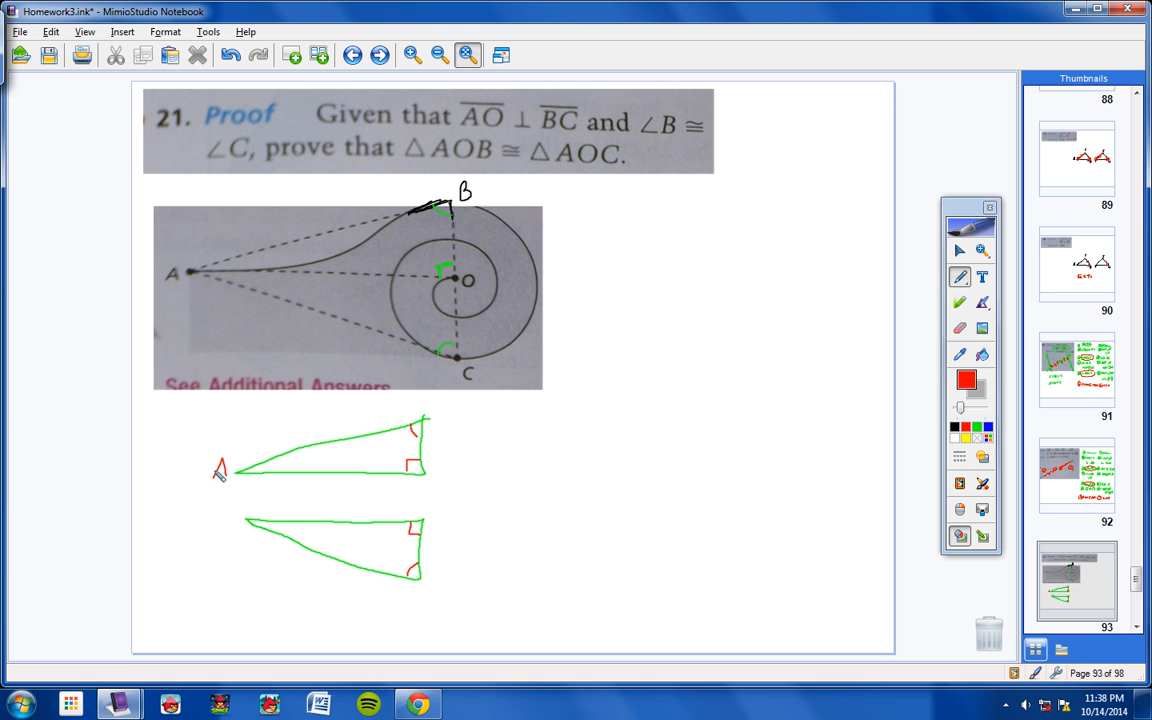 Homework3.ink* - MimioStudio Notebook
File Edit View Insert Format Tools Help
Thumbnails
21. Proof Given that AO ⊥ BC and ∠B ≅
∠C, prove that △AOB ≅ △AOC.
B
A
O
C
See Additional Answers
A
T
88
89
90
91
92
93
Page 93 of 98
11:38 PM
10/14/2014